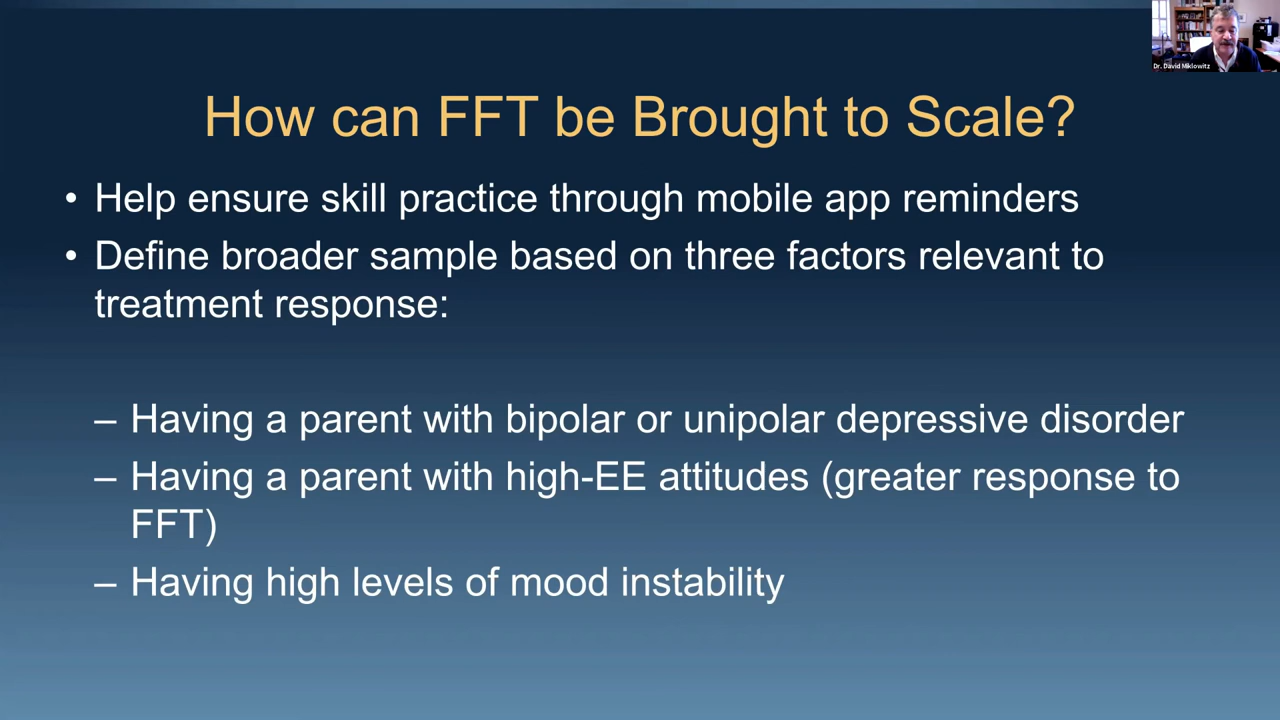 Dr. David Miklowitz
How can FFT be Brought to Scale?
• Help ensure skill practice through mobile app reminders
• Define broader sample based on three factors relevant to
treatment response:
– Having a parent with bipolar or unipolar depressive disorder
– Having a parent with high-EE attitudes (greater response to
FFT)
– Having high levels of mood instability